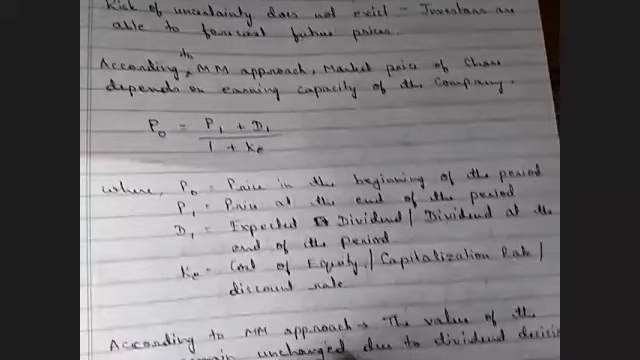 Risk of uncertainty does not exist - Investors are
able to forecast future prices.
According to MM approach, Market price of Share
depends on earning capacity of the Company.
P₀ = P₁ + D₁
1 + Ke
where, P₀ = Price in the beginning of the period
P₁ = Price at the end of the period
D₁ = Expected Dividend / Dividend at the
end of the period
Ke = Cost of Equity / Capitalization Rate /
discount rate
According to MM approach → The value of the
remain unchanged due to dividend